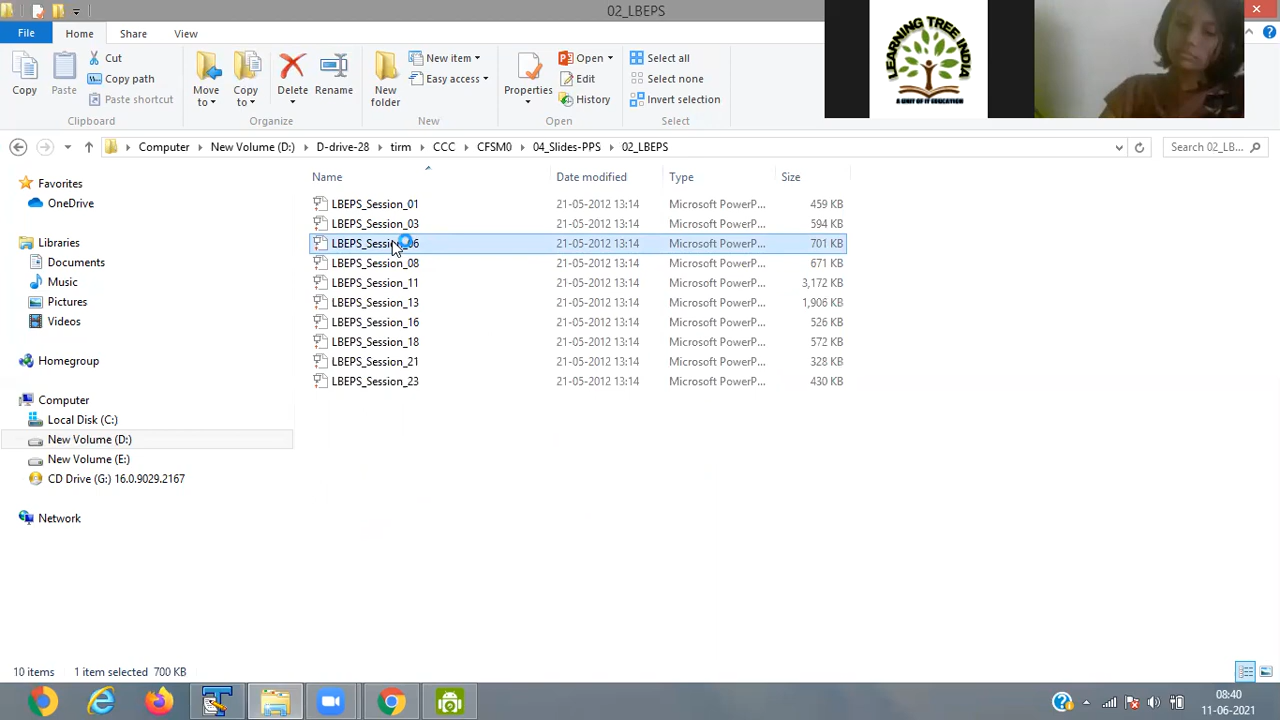 02_LBEPS
File Home Share View
Copy
Paste
Cut
Copy path
Paste shortcut
Clipboard
Move to
Copy to
Delete
Rename
Organize
New folder
New item
Easy access
New
Properties
Open
Edit
History
Open
Select all
Select none
Invert selection
Select
LEARNING TREE INDIA
A UNIT OF IT EDUCATION
Computer New Volume (D:) D-drive-28 tirm CCC CFSM0 04_Slides-PPS 02_LBEPS
Search 02_LB...
Name Date modified Type Size
LBEPS_Session_01 21-05-2012 13:14 Microsoft PowerP... 459 KB
LBEPS_Session_03 21-05-2012 13:14 Microsoft PowerP... 594 KB
LBEPS_Session_06 21-05-2012 13:14 Microsoft PowerP... 701 KB
LBEPS_Session_08 21-05-2012 13:14 Microsoft PowerP... 671 KB
LBEPS_Session_11 21-05-2012 13:14 Microsoft PowerP... 3,172 KB
LBEPS_Session_13 21-05-2012 13:14 Microsoft PowerP... 1,906 KB
LBEPS_Session_16 21-05-2012 13:14 Microsoft PowerP... 526 KB
LBEPS_Session_18 21-05-2012 13:14 Microsoft PowerP... 572 KB
LBEPS_Session_21 21-05-2012 13:14 Microsoft PowerP... 328 KB
LBEPS_Session_23 21-05-2012 13:14 Microsoft PowerP... 430 KB
Favorites
OneDrive
Libraries
Documents
Music
Pictures
Videos
Homegroup
Computer
Local Disk (C:)
New Volume (D:)
New Volume (E:)
CD Drive (G:) 16.0.9029.2167
Network
10 items 1 item selected 700 KB
08:40
11-06-2021